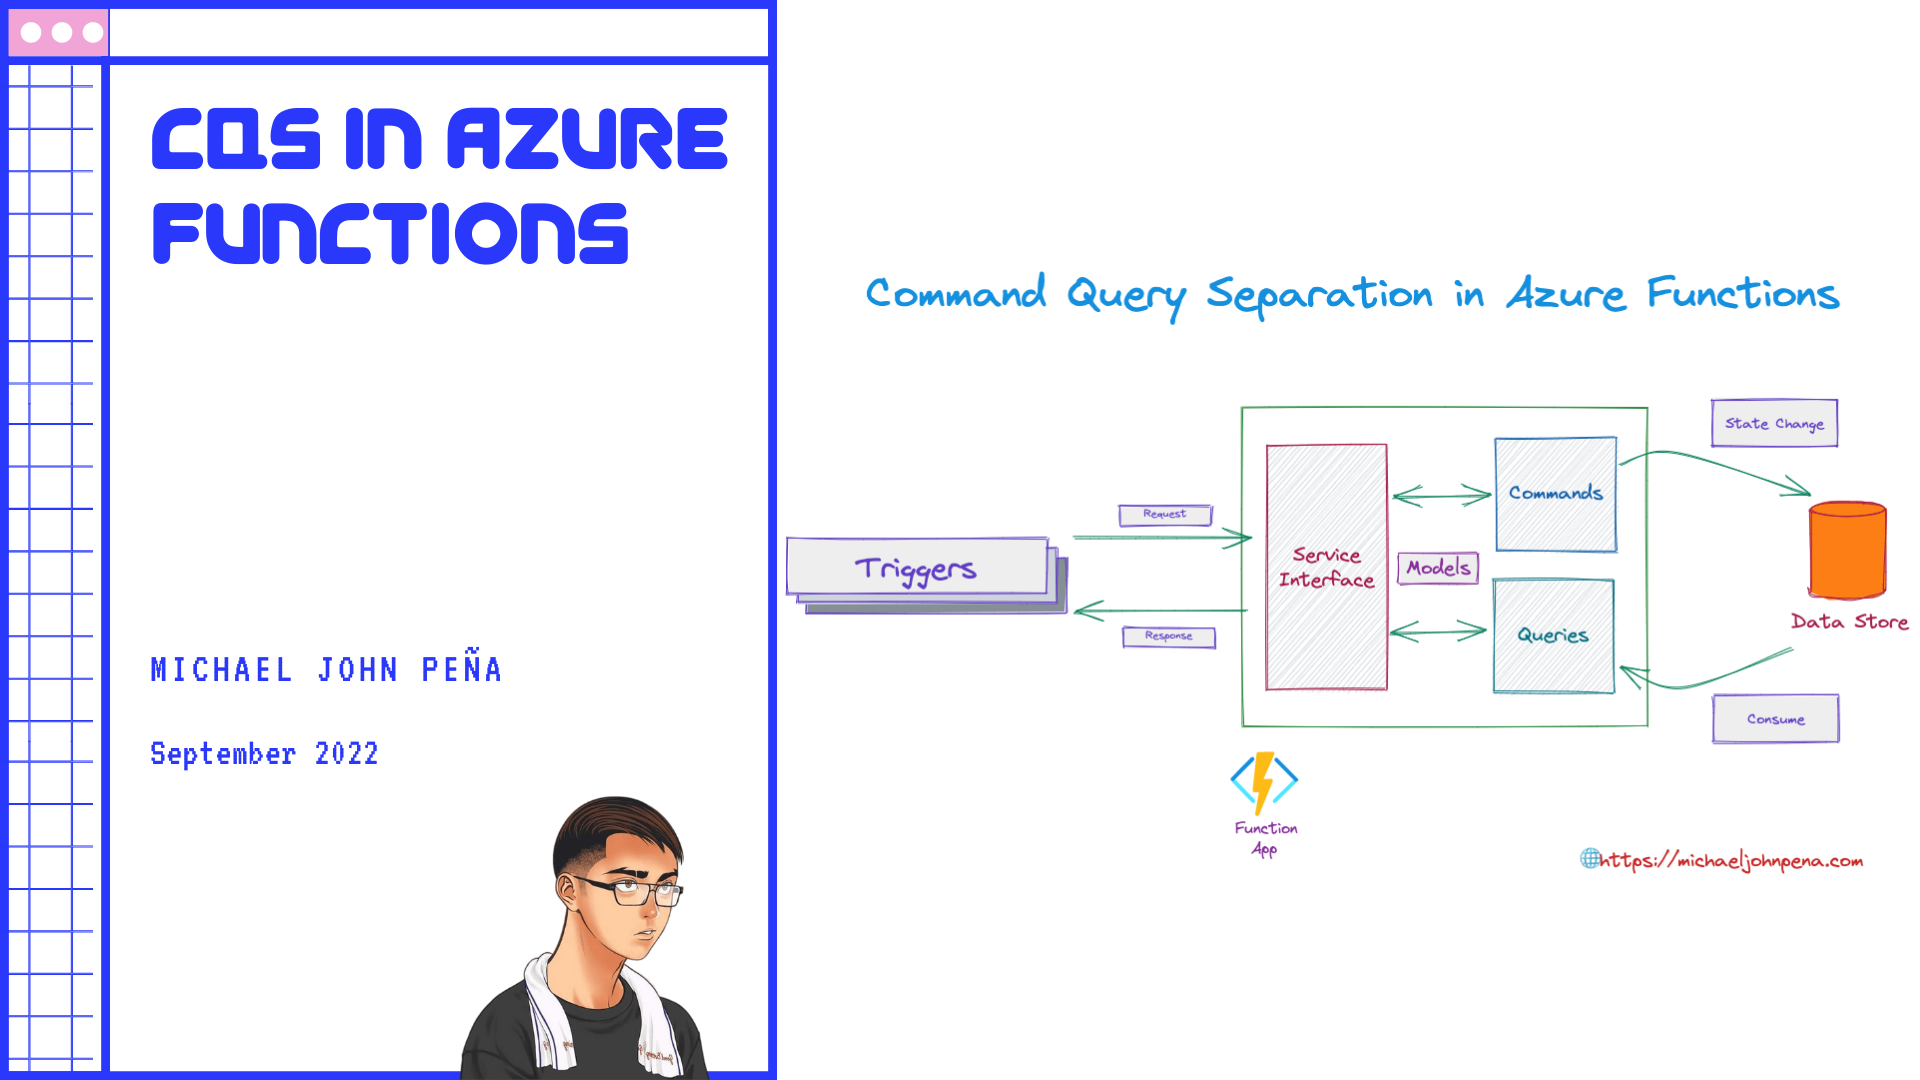 CQS IN AZURE
FUNCTIONS
MICHAEL JOHN PEÑA
September 2022
Command Query Separation in Azure Functions
Triggers
Request
Response
Service
Interface
Models
Commands
Queries
State Change
Data Store
Consume
Function
App
https://michaeljohnpena.com